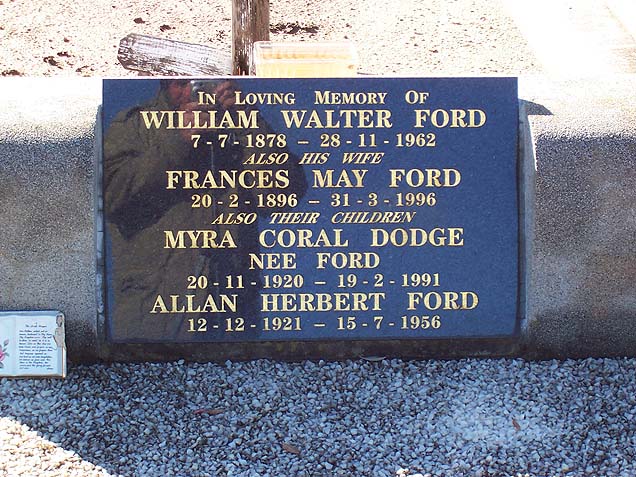 In Loving Memory Of
WILLIAM WALTER FORD
7 - 7 - 1878 – 28 - 11 - 1962
ALSO HIS WIFE
FRANCES MAY FORD
20 - 2 - 1896 – 31 - 3 - 1996
ALSO THEIR CHILDREN
MYRA CORAL DODGE
NEE FORD
20 - 11 - 1920 – 19 - 2 - 1991
ALLAN HERBERT FORD
12 - 12 - 1921 – 15 - 7 - 1956